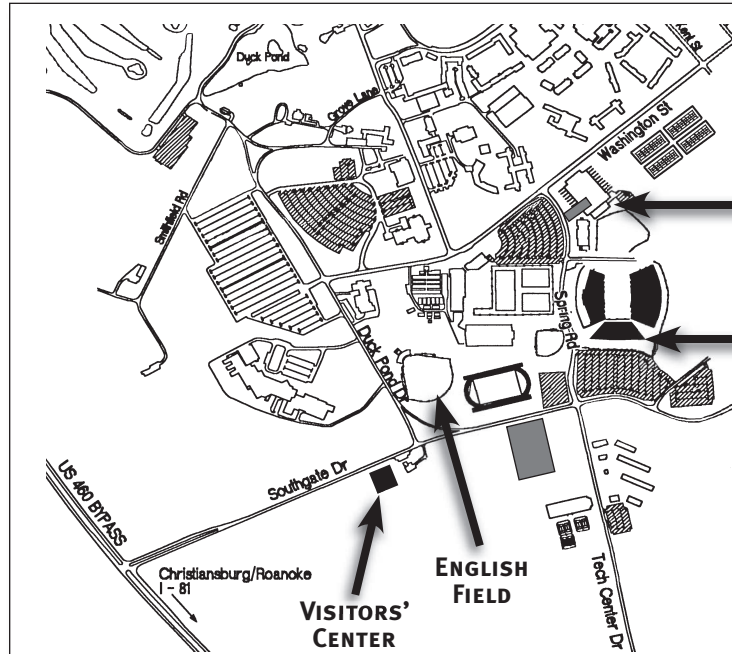 Duck Pond
Kent St
Grove Lane
Washington St
Smithfield Rd
Spring Rd
Duck Pond Dr
Southgate Dr
US 460 BYPASS
Christiansburg/Roanoke
I - 81
Tech Center Dr
ENGLISH
FIELD
VISITORS'
CENTER